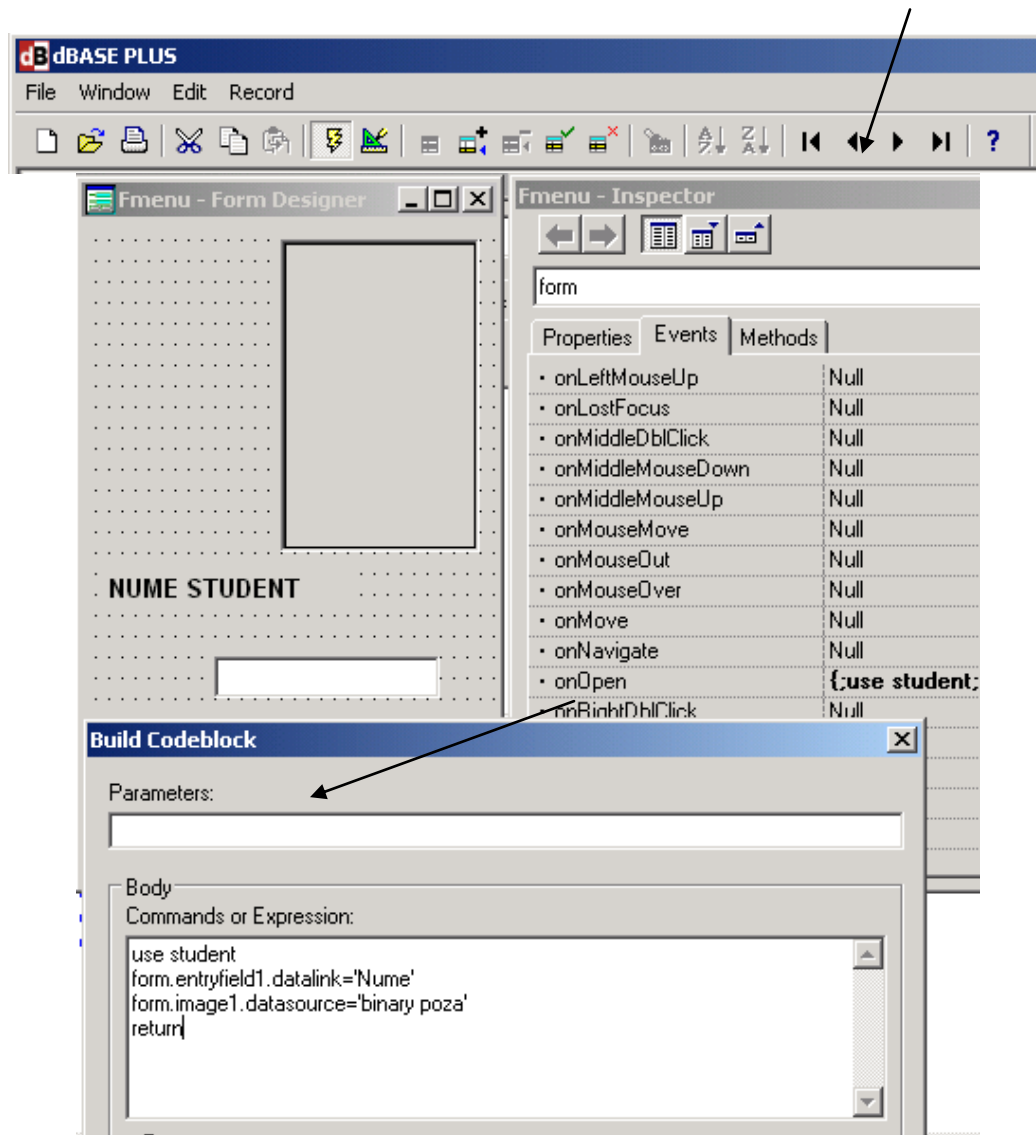 dB dBASE PLUS
File Window Edit Record
?
Fmenu - Form Designer
Fmenu - Inspector
form
Properties Events Methods
onLeftMouseUp Null
onLostFocus Null
onMiddleDblClick Null
onMiddleMouseDown Null
onMiddleMouseUp Null
onMouseMove Null
onMouseOut Null
onMouseOver Null
onMove Null
onNavigate Null
onOpen {;use student;
onRightDblClick Null
NUME STUDENT
Build Codeblock
Parameters:
Body
Commands or Expression:
use student
form.entryfield1.datalink='Nume'
form.image1.datasource='binary poza'
return